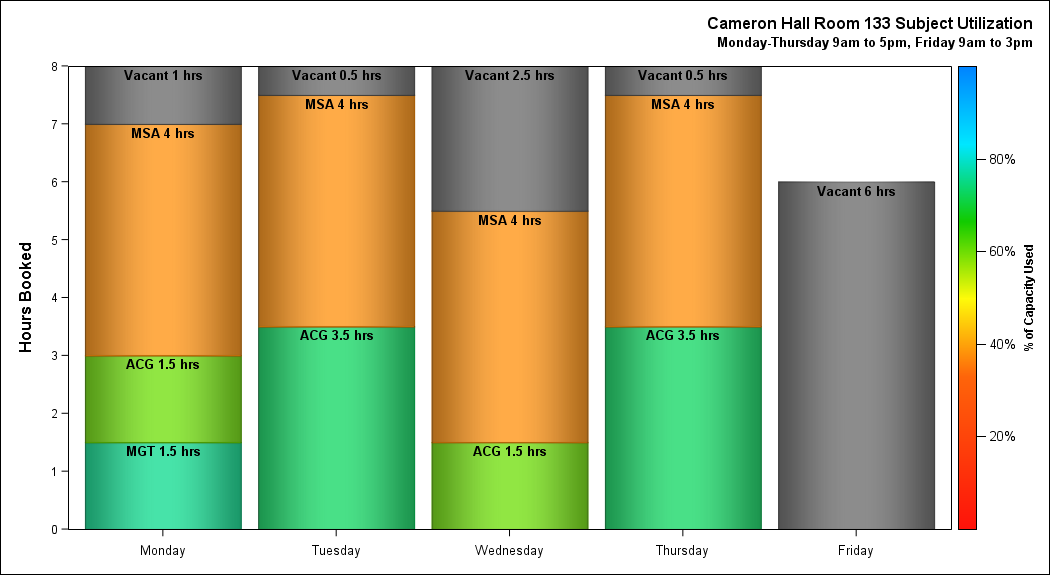 Cameron Hall Room 133 Subject Utilization
Monday-Thursday 9am to 5pm, Friday 9am to 3pm
Hours Booked
8
7
6
5
4
3
2
1
0
Vacant 1 hrs
MSA 4 hrs
ACG 1.5 hrs
MGT 1.5 hrs
Vacant 0.5 hrs
MSA 4 hrs
ACG 3.5 hrs
Vacant 2.5 hrs
MSA 4 hrs
ACG 1.5 hrs
Vacant 0.5 hrs
MSA 4 hrs
ACG 3.5 hrs
Vacant 6 hrs
Monday Tuesday Wednesday Thursday Friday
80%
60%
40%
20%
% of Capacity Used